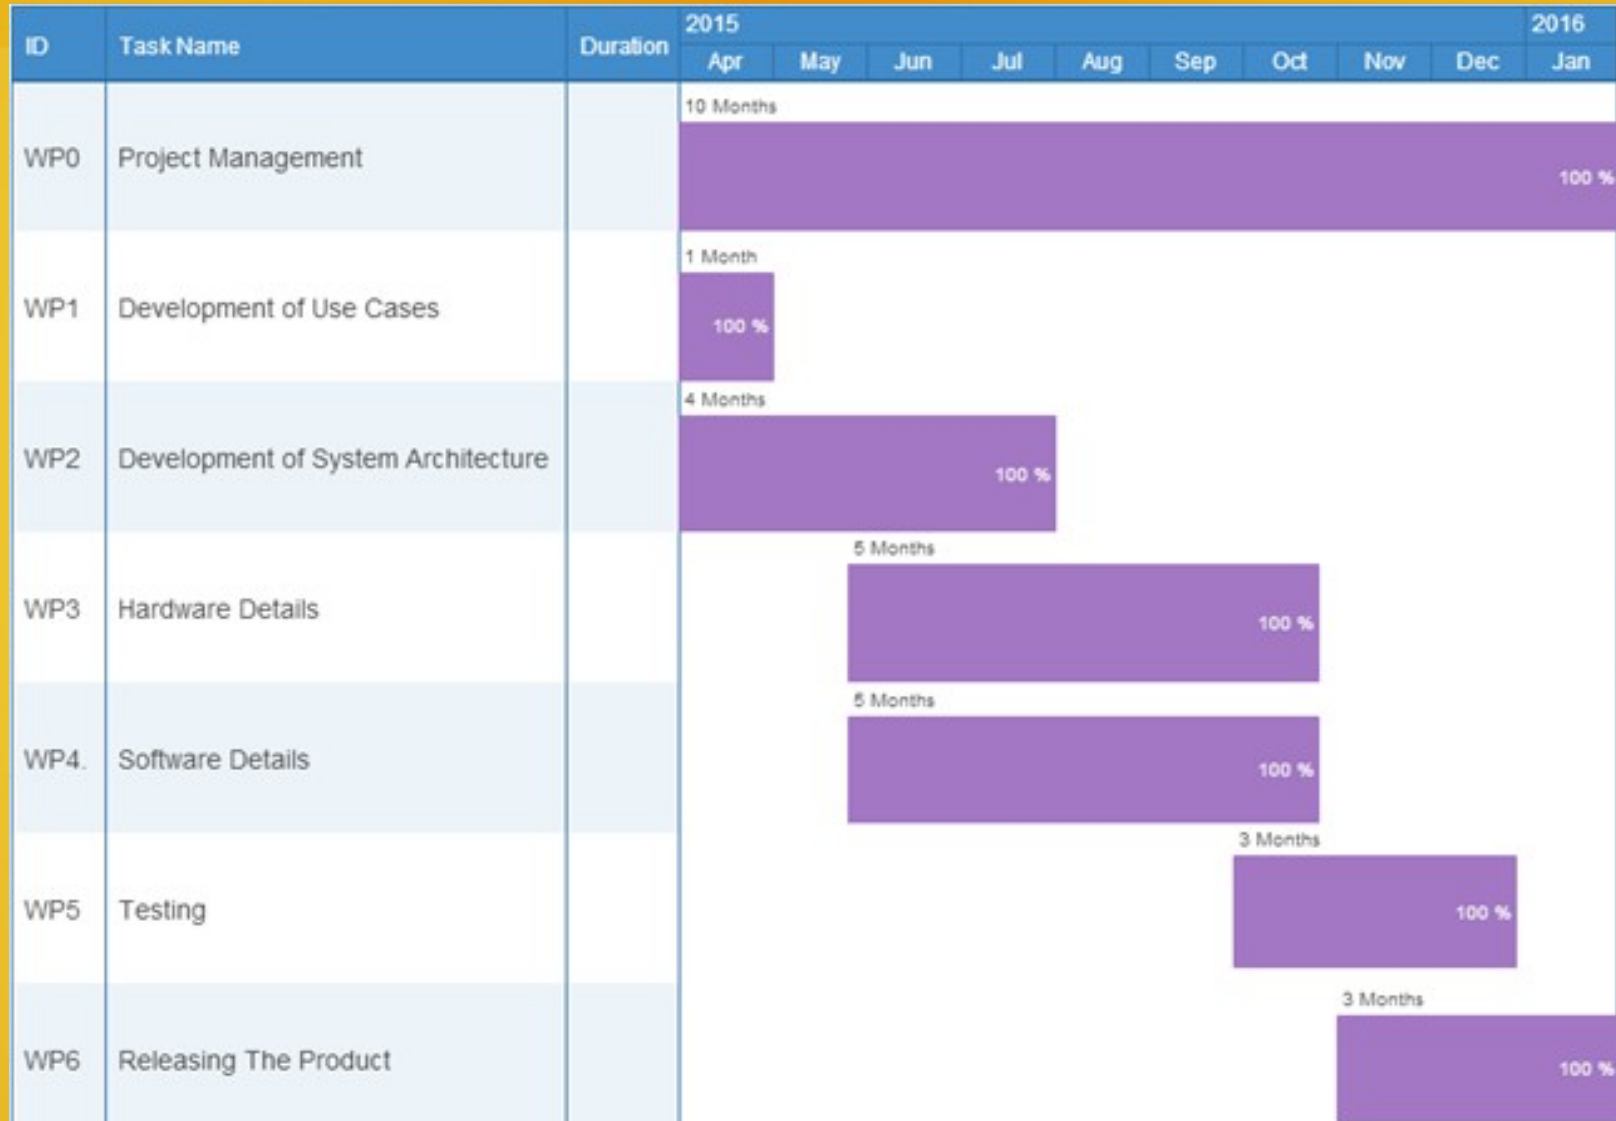 ID Task Name Duration 2015 2016
Apr May Jun Jul Aug Sep Oct Nov Dec Jan
10 Months
WP0 Project Management 100 %
1 Month
WP1 Development of Use Cases 100 %
4 Months
WP2 Development of System Architecture 100 %
5 Months
WP3 Hardware Details 100 %
5 Months
WP4. Software Details 100 %
3 Months
WP5 Testing 100 %
3 Months
WP6 Releasing The Product 100 %